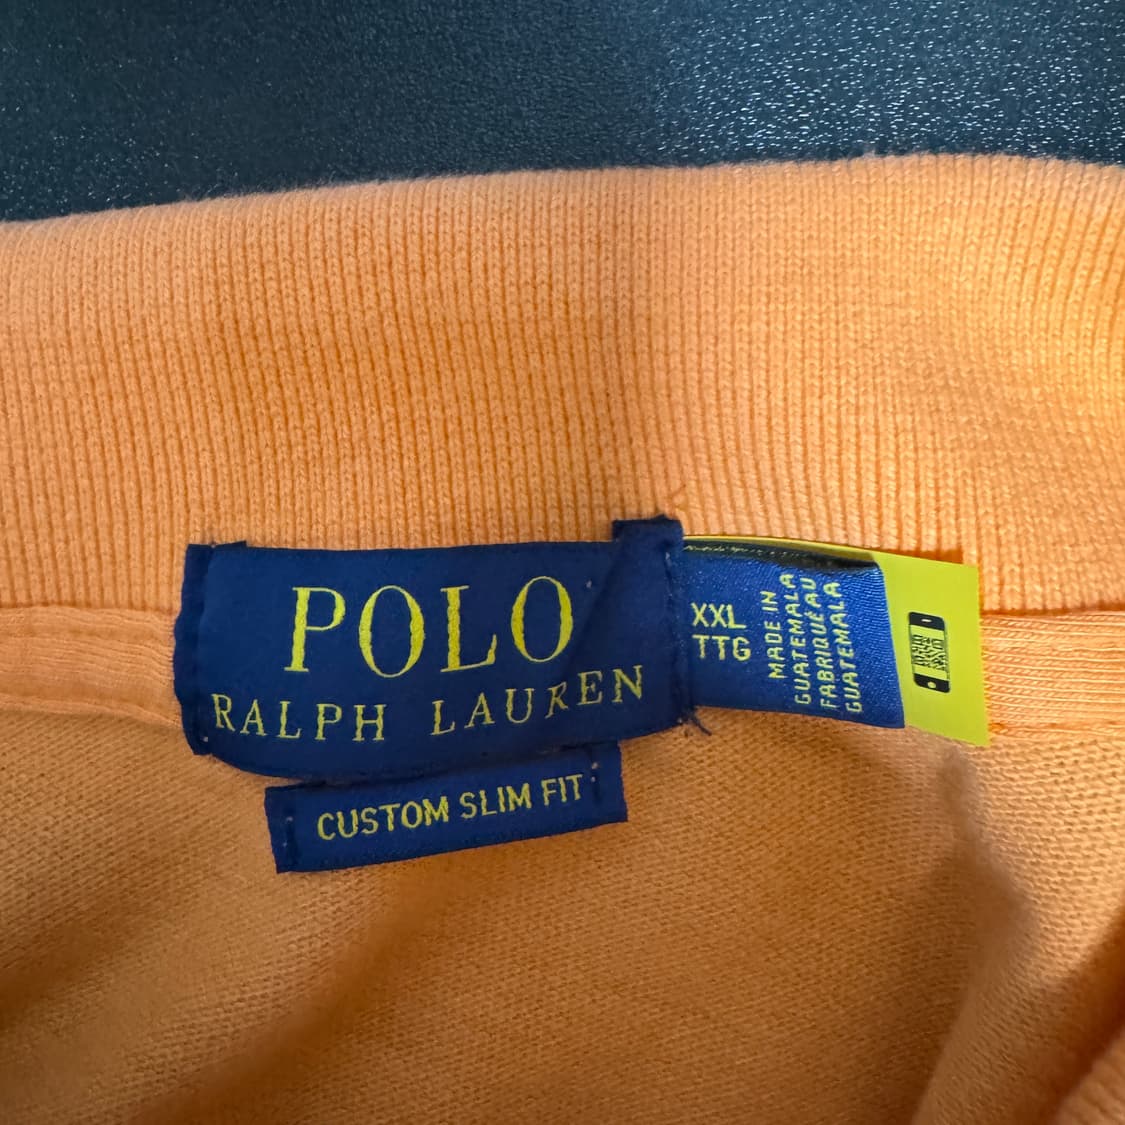 POLO
RALPH LAUREN
CUSTOM SLIM FIT
XXL
TTG
MADE IN
GUATEMALA
FABRIQUÉ AU
GUATEMALA